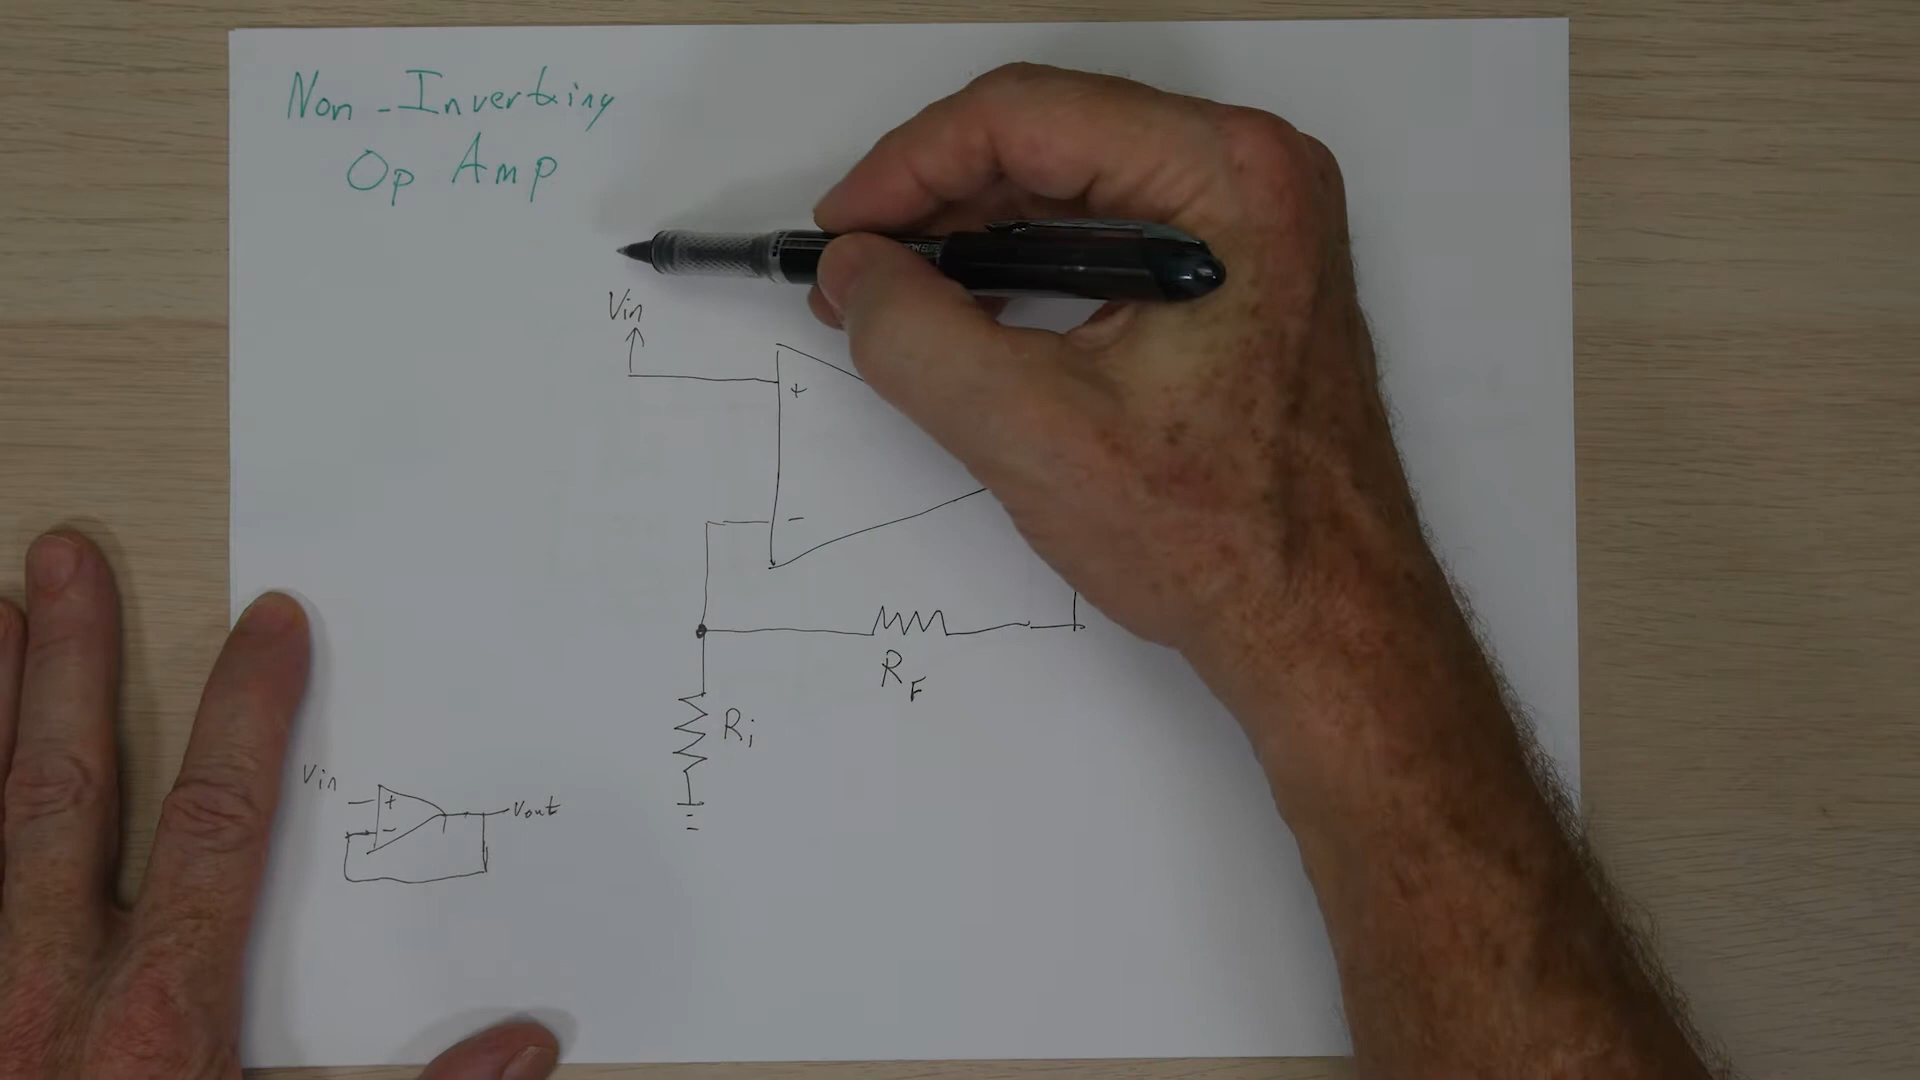 Non-Inverting
Op Amp
Vin
+
-
RF
Ri
Vin
+
-
Vout